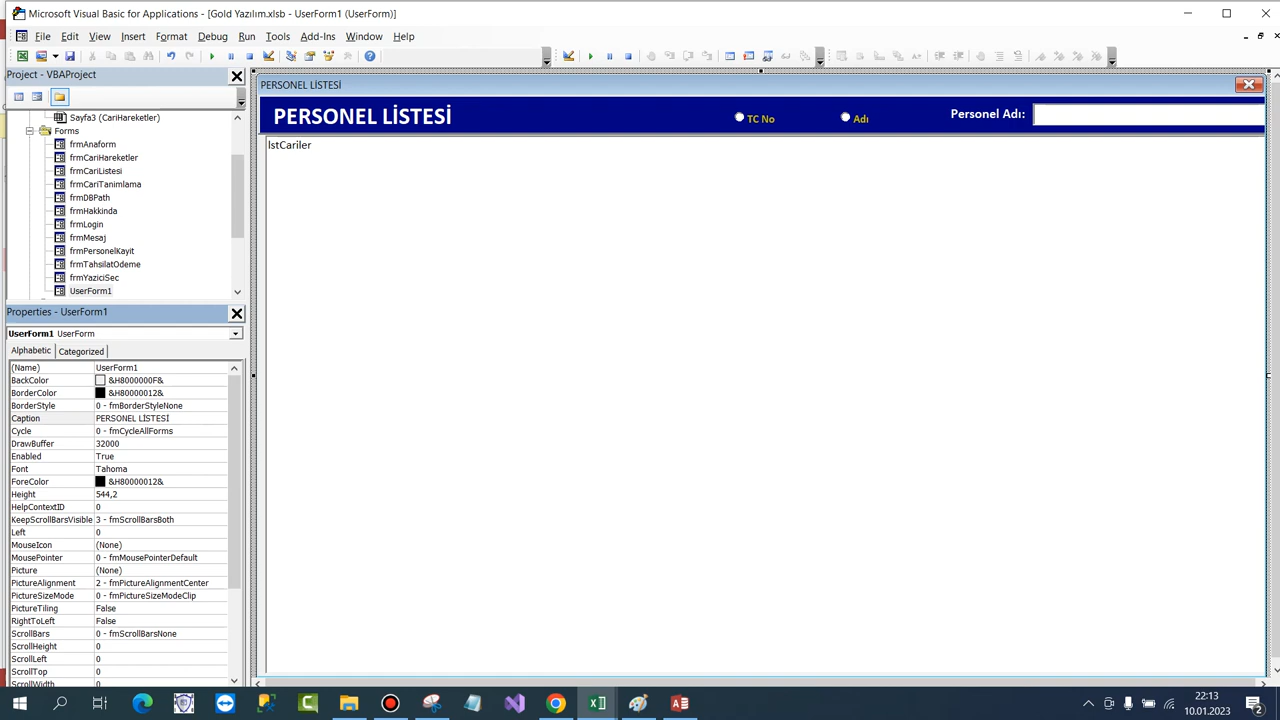 Microsoft Visual Basic for Applications - [Gold Yazılım.xlsb - UserForm1 (UserForm)]
File Edit View Insert Format Debug Run Tools Add-Ins Window Help
Project - VBAProject
Sayfa3 (CariHareketler)
Forms
frmAnaform
frmCariHareketler
frmCariListesi
frmCariTanimlama
frmDBPath
frmHakkinda
frmLogin
frmMesaj
frmPersonelKayit
frmTahsilatOdeme
frmYaziciSec
UserForm1
Properties - UserForm1
UserForm1 UserForm
Alphabetic Categorized
(Name) UserForm1
BackColor &H8000000F&
BorderColor &H80000012&
BorderStyle 0 - fmBorderStyleNone
Caption PERSONEL LİSTESİ
Cycle 0 - fmCycleAllForms
DrawBuffer 32000
Enabled True
Font Tahoma
ForeColor &H80000012&
Height 544,2
HelpContextID 0
KeepScrollBarsVisible 3 - fmScrollBarsBoth
Left 0
MouseIcon (None)
MousePointer 0 - fmMousePointerDefault
Picture (None)
PictureAlignment 2 - fmPictureAlignmentCenter
PictureSizeMode 0 - fmPictureSizeModeClip
PictureTiling False
RightToLeft False
ScrollBars 0 - fmScrollBarsNone
ScrollHeight 0
ScrollLeft 0
ScrollTop 0
ScrollWidth 0
PERSONEL LİSTESİ
PERSONEL LİSTESİ TC No Adı Personel Adı:
lstCariler
22:13
10.01.2023
2